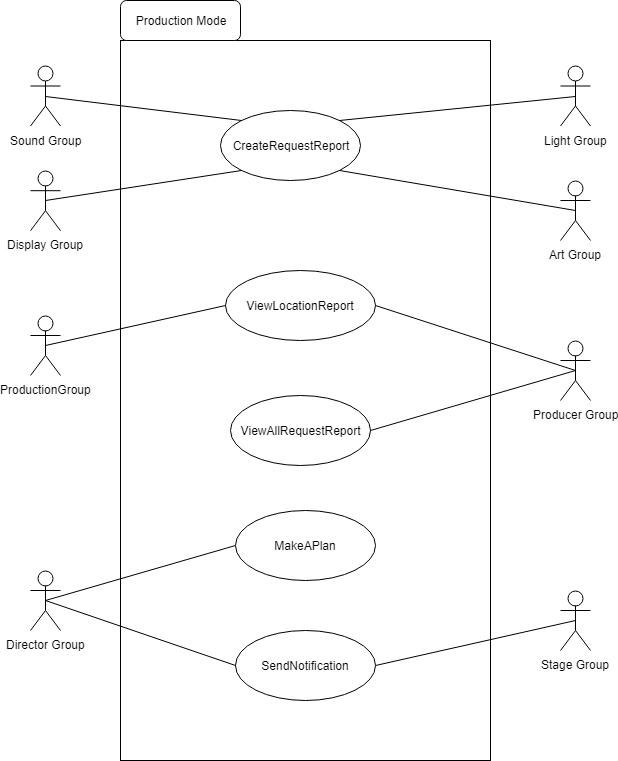 Production Mode
Sound Group
Light Group
CreateRequestReport
Display Group
Art Group
ViewLocationReport
ProductionGroup
Producer Group
ViewAllRequestReport
MakeAPlan
Director Group
SendNotification
Stage Group